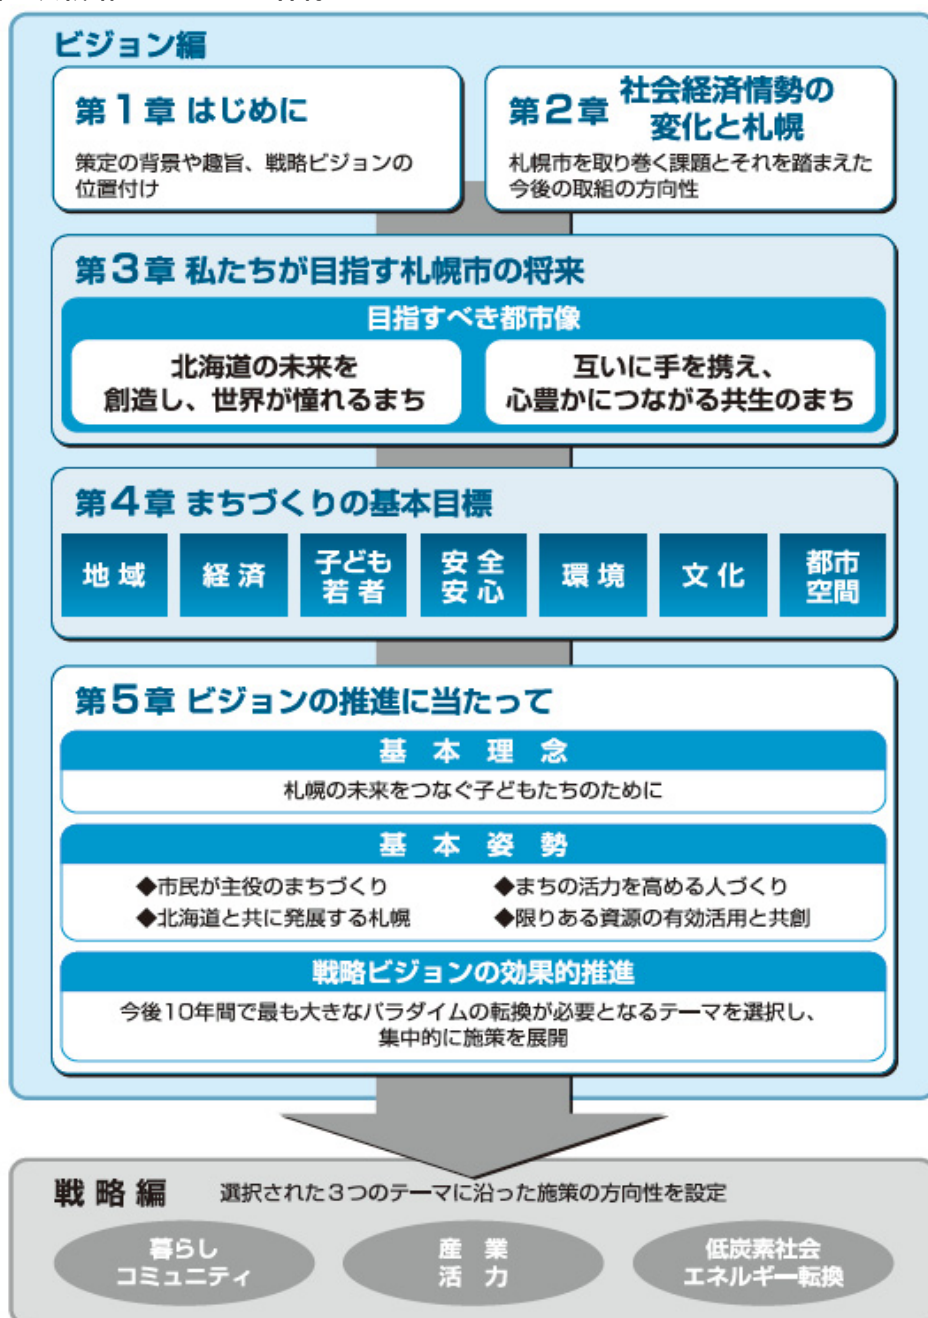 ビジョン編
第1章 はじめに
策定の背景や趣旨、戦略ビジョンの
位置付け
第2章 社会経済情勢の
変化と札幌
札幌市を取り巻く課題とそれを踏まえた
今後の取組の方向性
第3章 私たちが目指す札幌市の将来
目指すべき都市像
北海道の未来を
創造し、世界が憧れるまち
互いに手を携え、
心豊かにつながる共生のまち
第4章 まちづくりの基本目標
地域
経済
子ども
若者
安全
安心
環境
文化
都市
空間
第5章 ビジョンの推進に当たって
基本理念
札幌の未来をつなぐ子どもたちのために
基本姿勢
◆市民が主役のまちづくり
◆まちの活力を高める人づくり
◆北海道と共に発展する札幌
◆限りある資源の有効活用と共創
戦略ビジョンの効果的推進
今後10年間で最も大きなパラダイムの転換が必要となるテーマを選択し、
集中的に施策を展開
戦略編 選択された3つのテーマに沿った施策の方向性を設定
暮らし
コミュニティ
産業
活力
低炭素社会
エネルギー転換